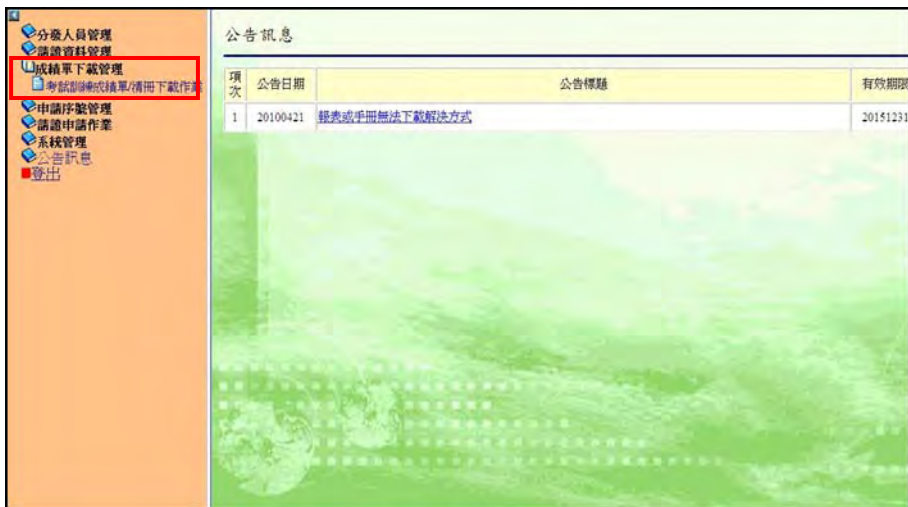 分發人員管理
請證資料管理
成績單下載管理
考試訓練成績單/清冊下載作業
申請序號管理
請證申請作業
系統管理
公告訊息
登出
公告訊息
項次 公告日期 公告標題 有效期限
1 20100421 報表或手冊無法下載解決方式 20151231